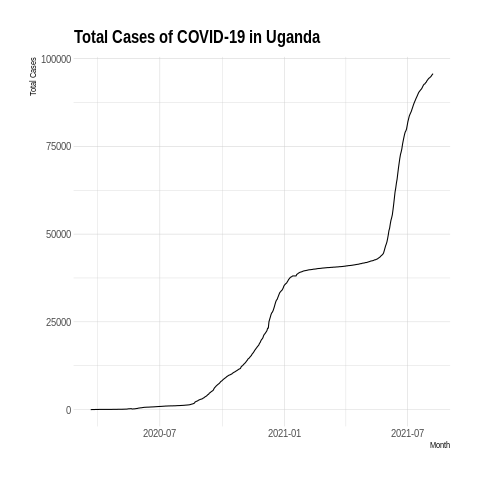 Total Cases of COVID-19 in Uganda
Total Cases
100000
75000
50000
25000
0
2020-07
2021-01
2021-07
Month